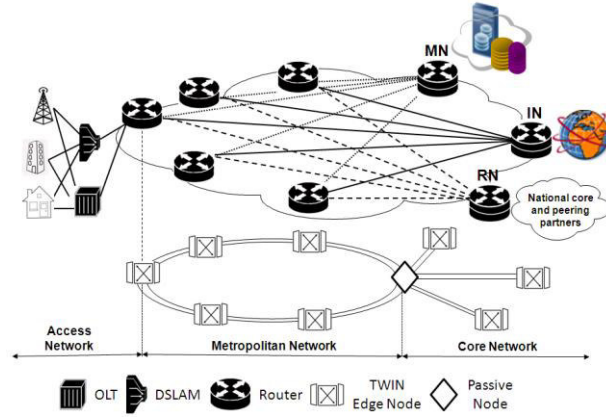 MN
IN
RN
National core
and peering
partners
Access
Network
Metropolitan Network
Core Network
OLT
DSLAM
Router
TWIN
Edge Node
Passive
Node